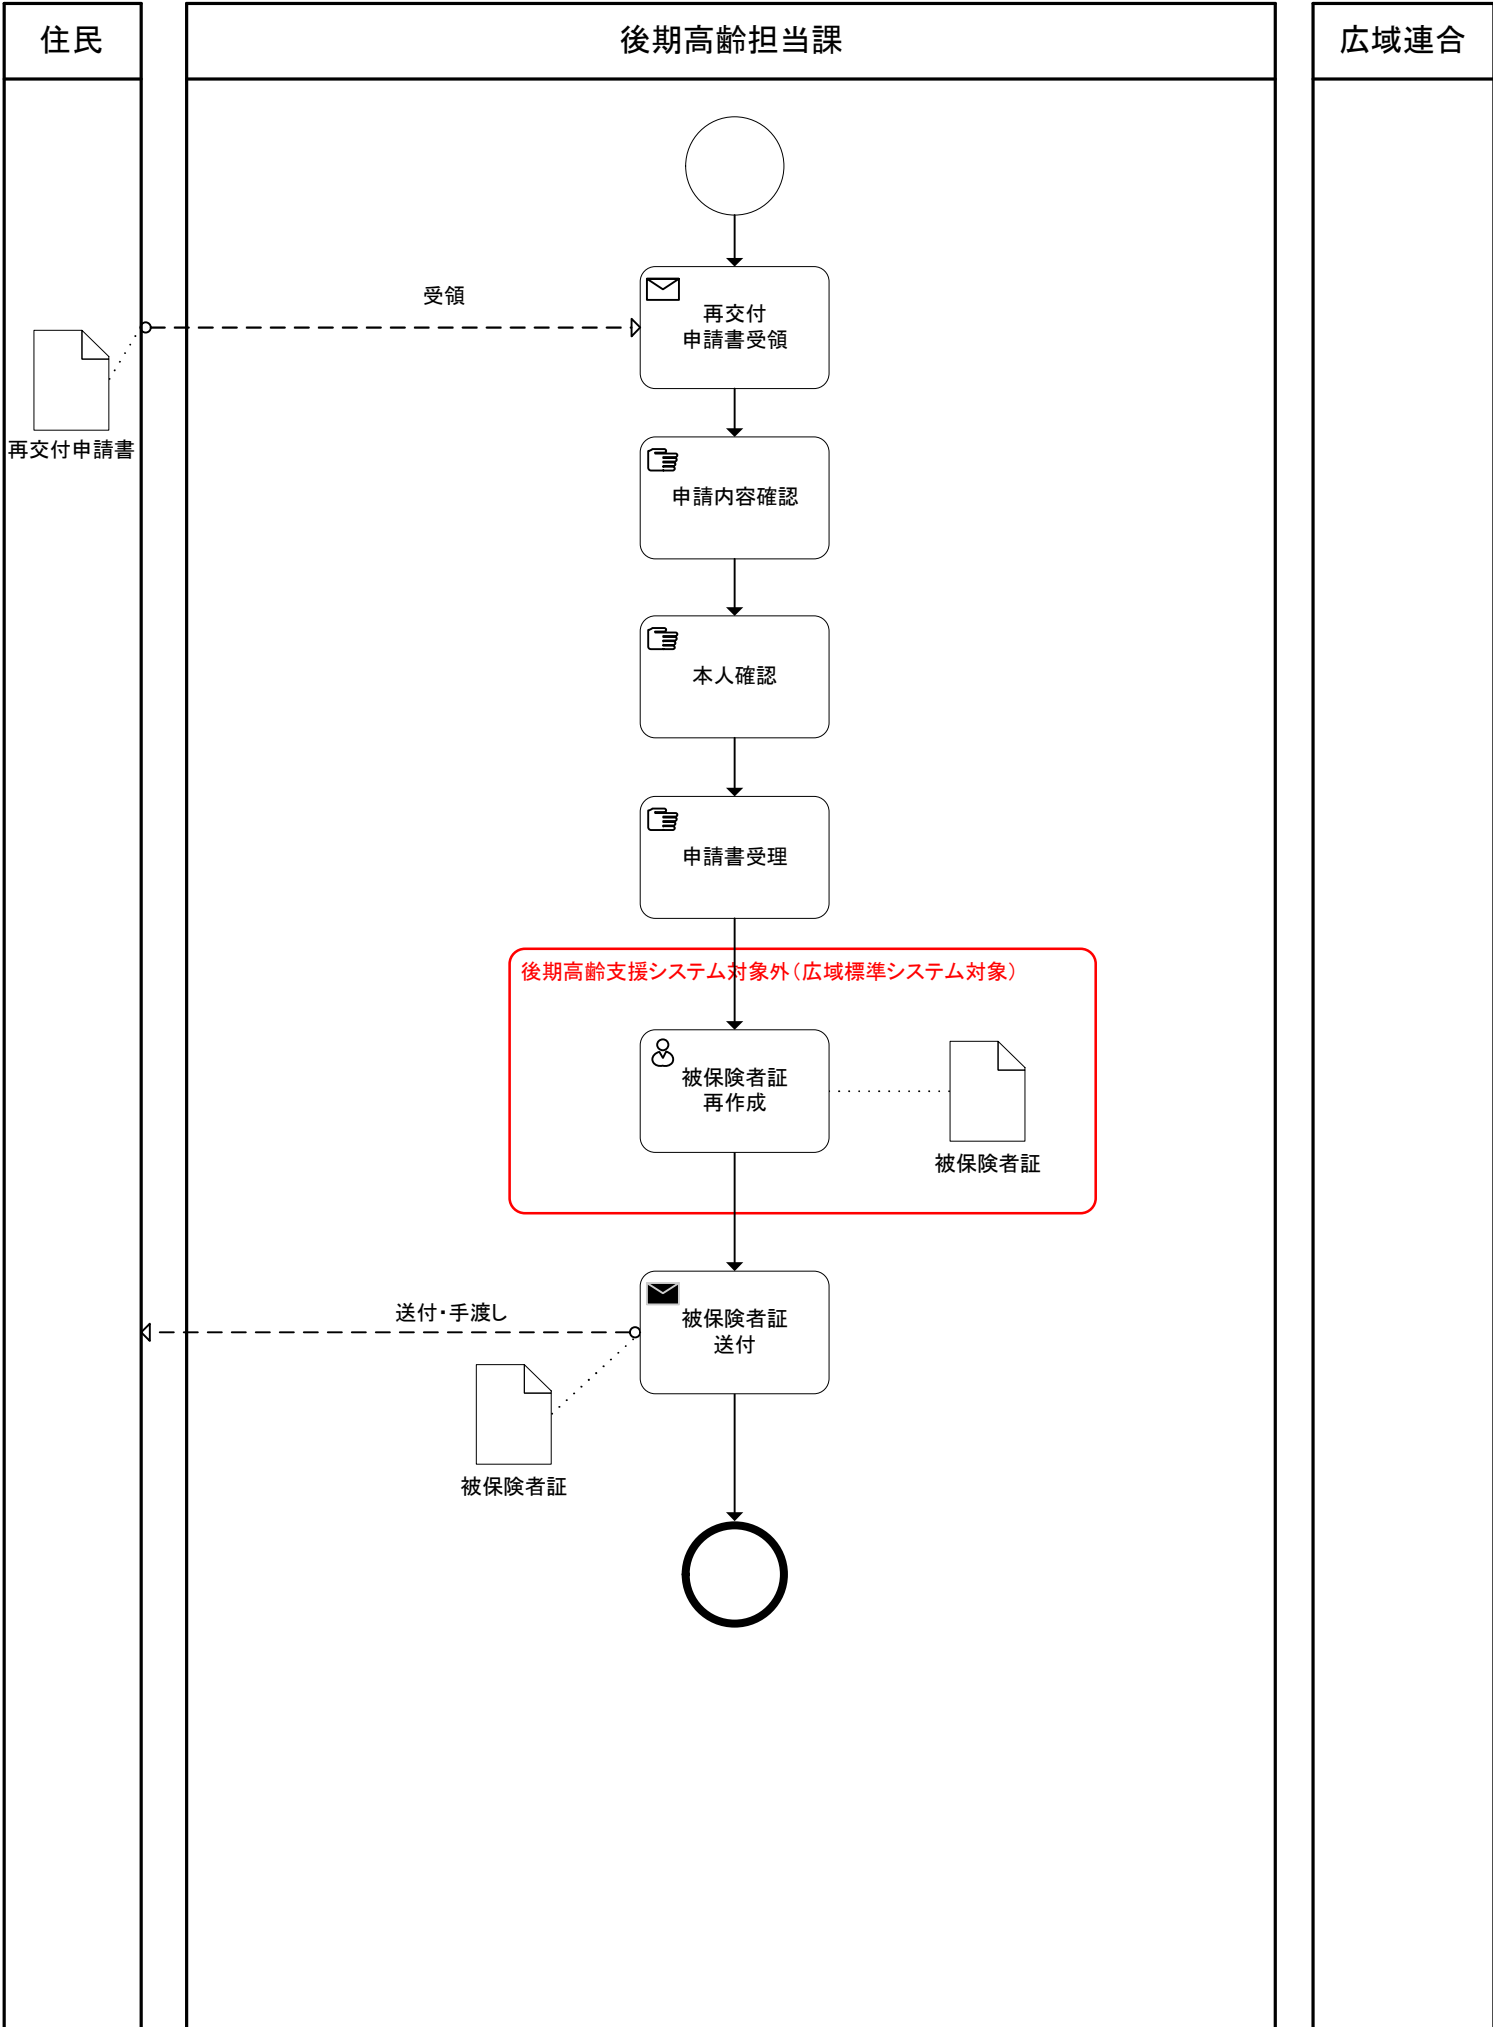 住民
後期高齢担当課
広域連合
受領
再交付
申請書受領
再交付申請書
申請内容確認
本人確認
申請書受理
後期高齢支援システム対象外（広域標準システム対象）
被保険者証
再作成
被保険者証
送付・手渡し
被保険者証
送付
被保険者証